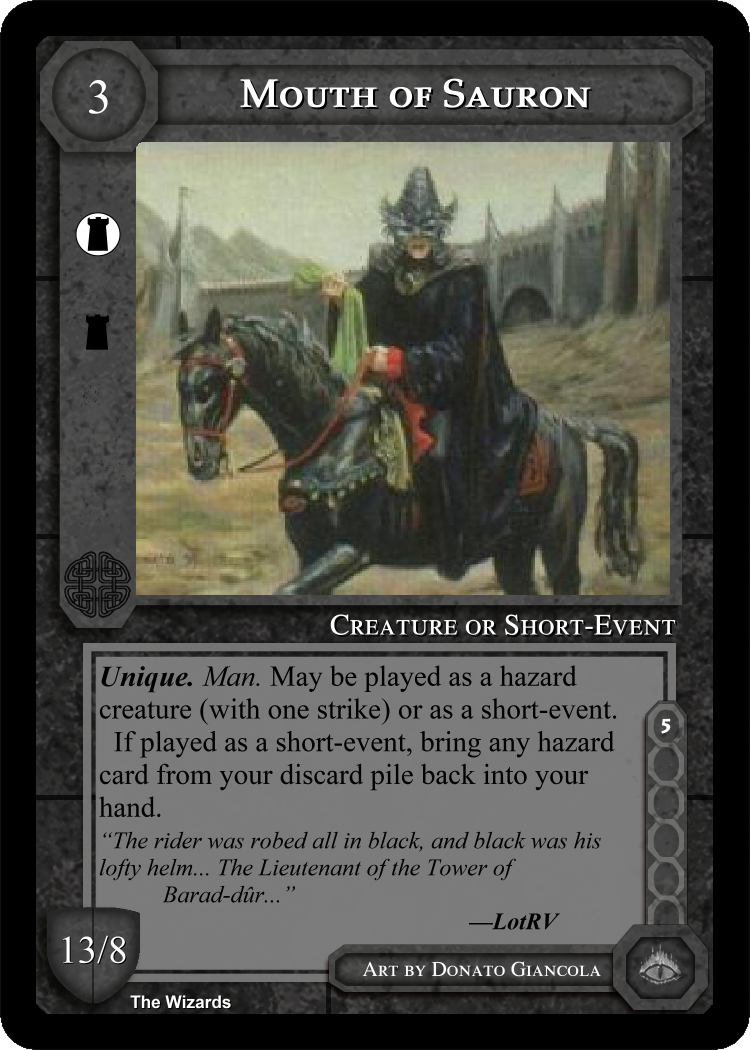 3
Mouth of Sauron
Creature or Short-Event
Unique. Man. May be played as a hazard
creature (with one strike) or as a short-event.
If played as a short-event, bring any hazard
card from your discard pile back into your
hand.
“The rider was robed all in black, and black was his
lofty helm... The Lieutenant of the Tower of
Barad-dûr...”
—LotRV
5
13/8
Art by Donato Giancola
The Wizards